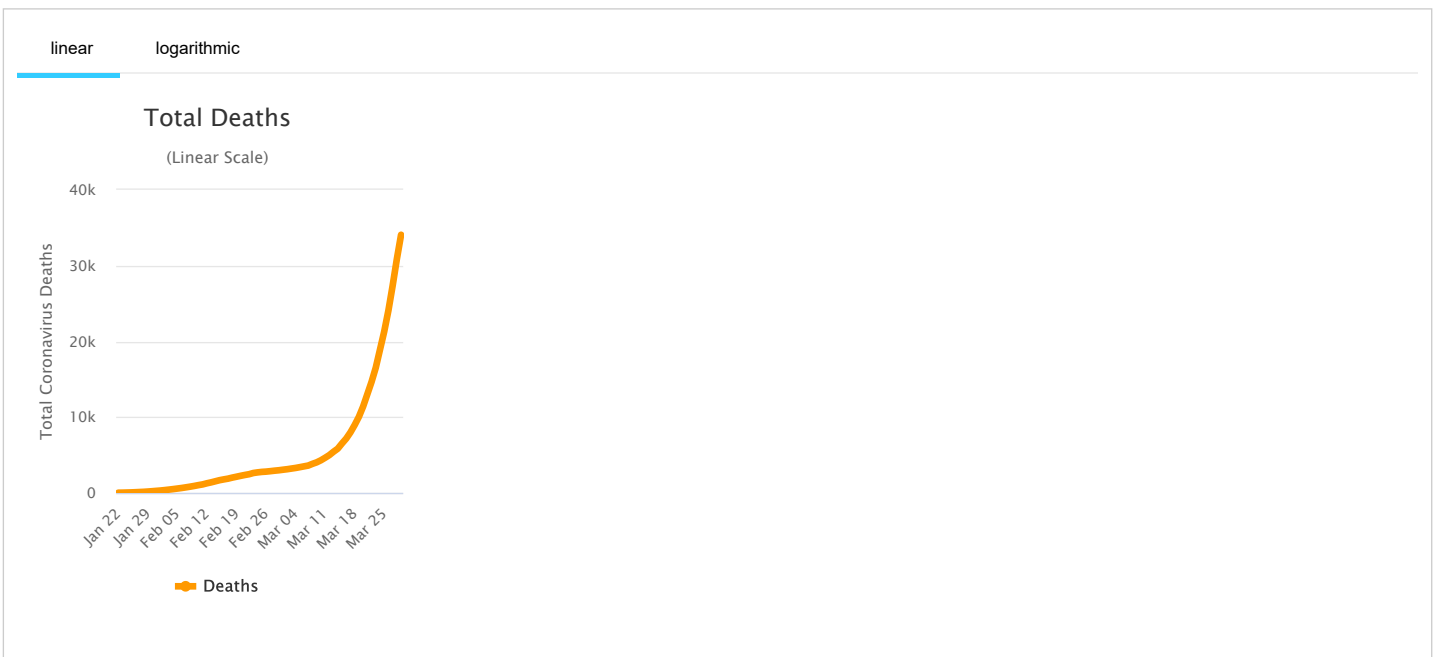 linear logarithmic
Total Deaths
(Linear Scale)
Total Coronavirus Deaths
40k
30k
20k
10k
0
Jan 22
Jan 29
Feb 05
Feb 12
Feb 19
Feb 26
Mar 04
Mar 11
Mar 18
Mar 25
Deaths